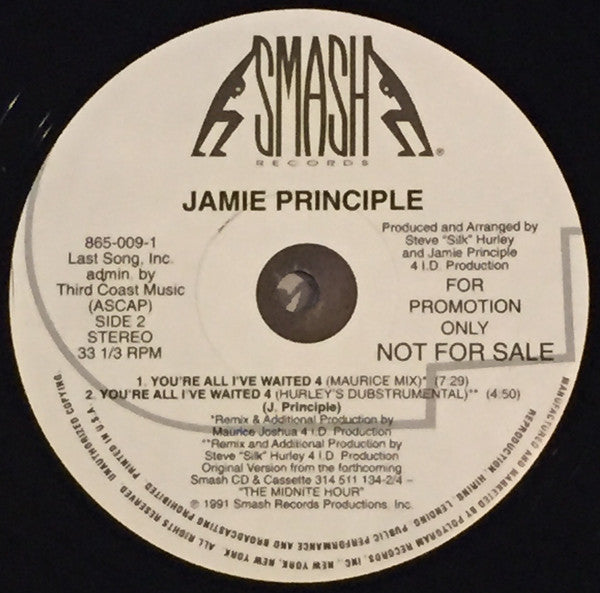 SMASH
RECORDS
®
JAMIE PRINCIPLE
865-009-1
Last Song, Inc.
admin. by
Third Coast Music
(ASCAP)
SIDE 2
STEREO
33 1/3 RPM
Produced and Arranged by
Steve "Silk" Hurley
and Jamie Principle
4 I.D. Production
FOR
PROMOTION
ONLY
NOT FOR SALE
1. YOU'RE ALL I'VE WAITED 4 (MAURICE MIX)* (7:29)
2. YOU'RE ALL I'VE WAITED 4 (HURLEY'S DUBSTRUMENTAL)** (4:50)
(J. Principle)
*Remix & Additional Production by
Maurice Joshua 4 I.D. Production
**Remix and Additional Production by
Steve "Silk" Hurley 4 I.D. Production
Original Version from the forthcoming
Smash CD & Cassette 314 511 134-2/4 –
"THE MIDNITE HOUR"
℗ 1991 Smash Records Productions, Inc.
MANUFACTURED AND MARKETED BY POLYGRAM RECORDS, INC., NEW YORK, NEW YORK. ALL RIGHTS RESERVED. UNAUTHORIZED COPYING,
REPRODUCTION, HIRING, LENDING, PUBLIC PERFORMANCE AND BROADCASTING PROHIBITED. PRINTED IN U.S.A.